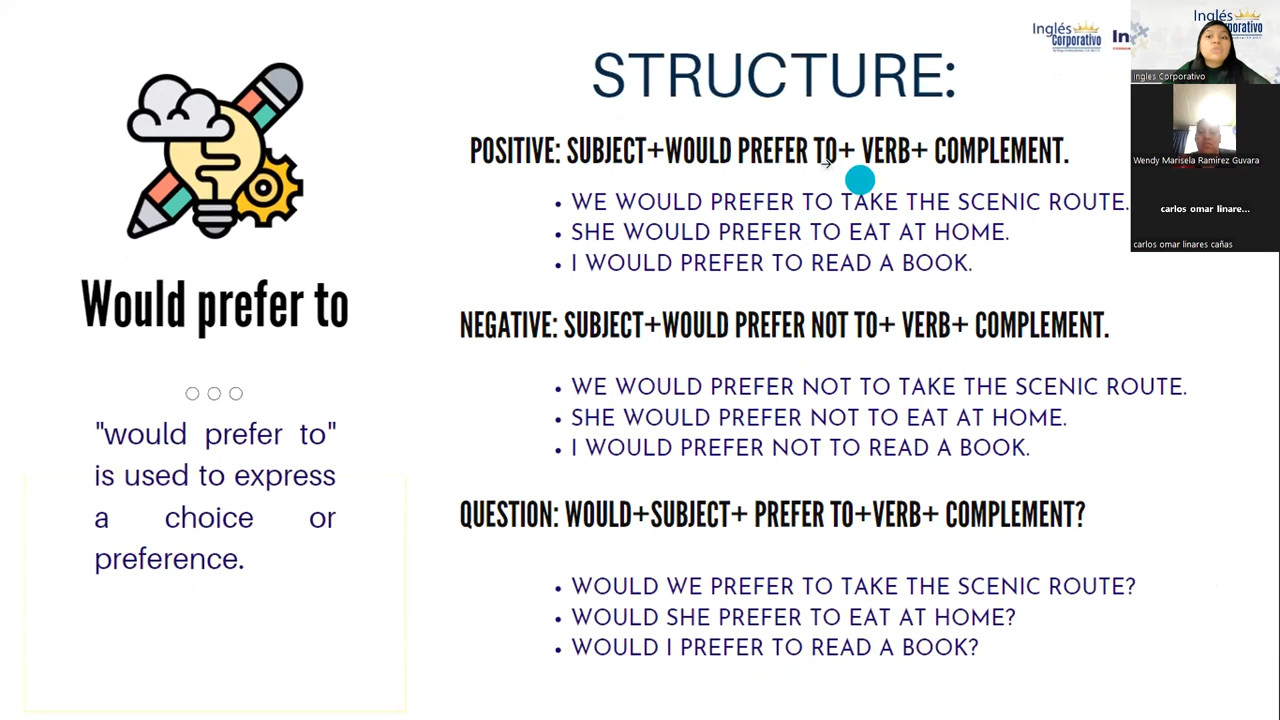 STRUCTURE:
POSITIVE: SUBJECT+WOULD PREFER TO+ VERB+ COMPLEMENT.
• WE WOULD PREFER TO TAKE THE SCENIC ROUTE.
• SHE WOULD PREFER TO EAT AT HOME.
• I WOULD PREFER TO READ A BOOK.
NEGATIVE: SUBJECT+WOULD PREFER NOT TO+ VERB+ COMPLEMENT.
• WE WOULD PREFER NOT TO TAKE THE SCENIC ROUTE.
• SHE WOULD PREFER NOT TO EAT AT HOME.
• I WOULD PREFER NOT TO READ A BOOK.
QUESTION: WOULD+SUBJECT+ PREFER TO+VERB+ COMPLEMENT?
• WOULD WE PREFER TO TAKE THE SCENIC ROUTE?
• WOULD SHE PREFER TO EAT AT HOME?
• WOULD I PREFER TO READ A BOOK?
Would prefer to
"would prefer to"
is used to express
a choice or
preference.
Inglés
Corporativo
In
Inglés
Corporativo
Ingles Corporativo
Wendy Marisela Ramirez Guvara
carlos omar linare...
carlos omar linares cañas